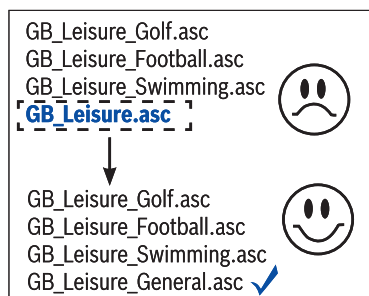 GB_Leisure_Golf.asc
GB_Leisure_Football.asc
GB_Leisure_Swimming.asc
GB_Leisure.asc
GB_Leisure_Golf.asc
GB_Leisure_Football.asc
GB_Leisure_Swimming.asc
GB_Leisure_General.asc